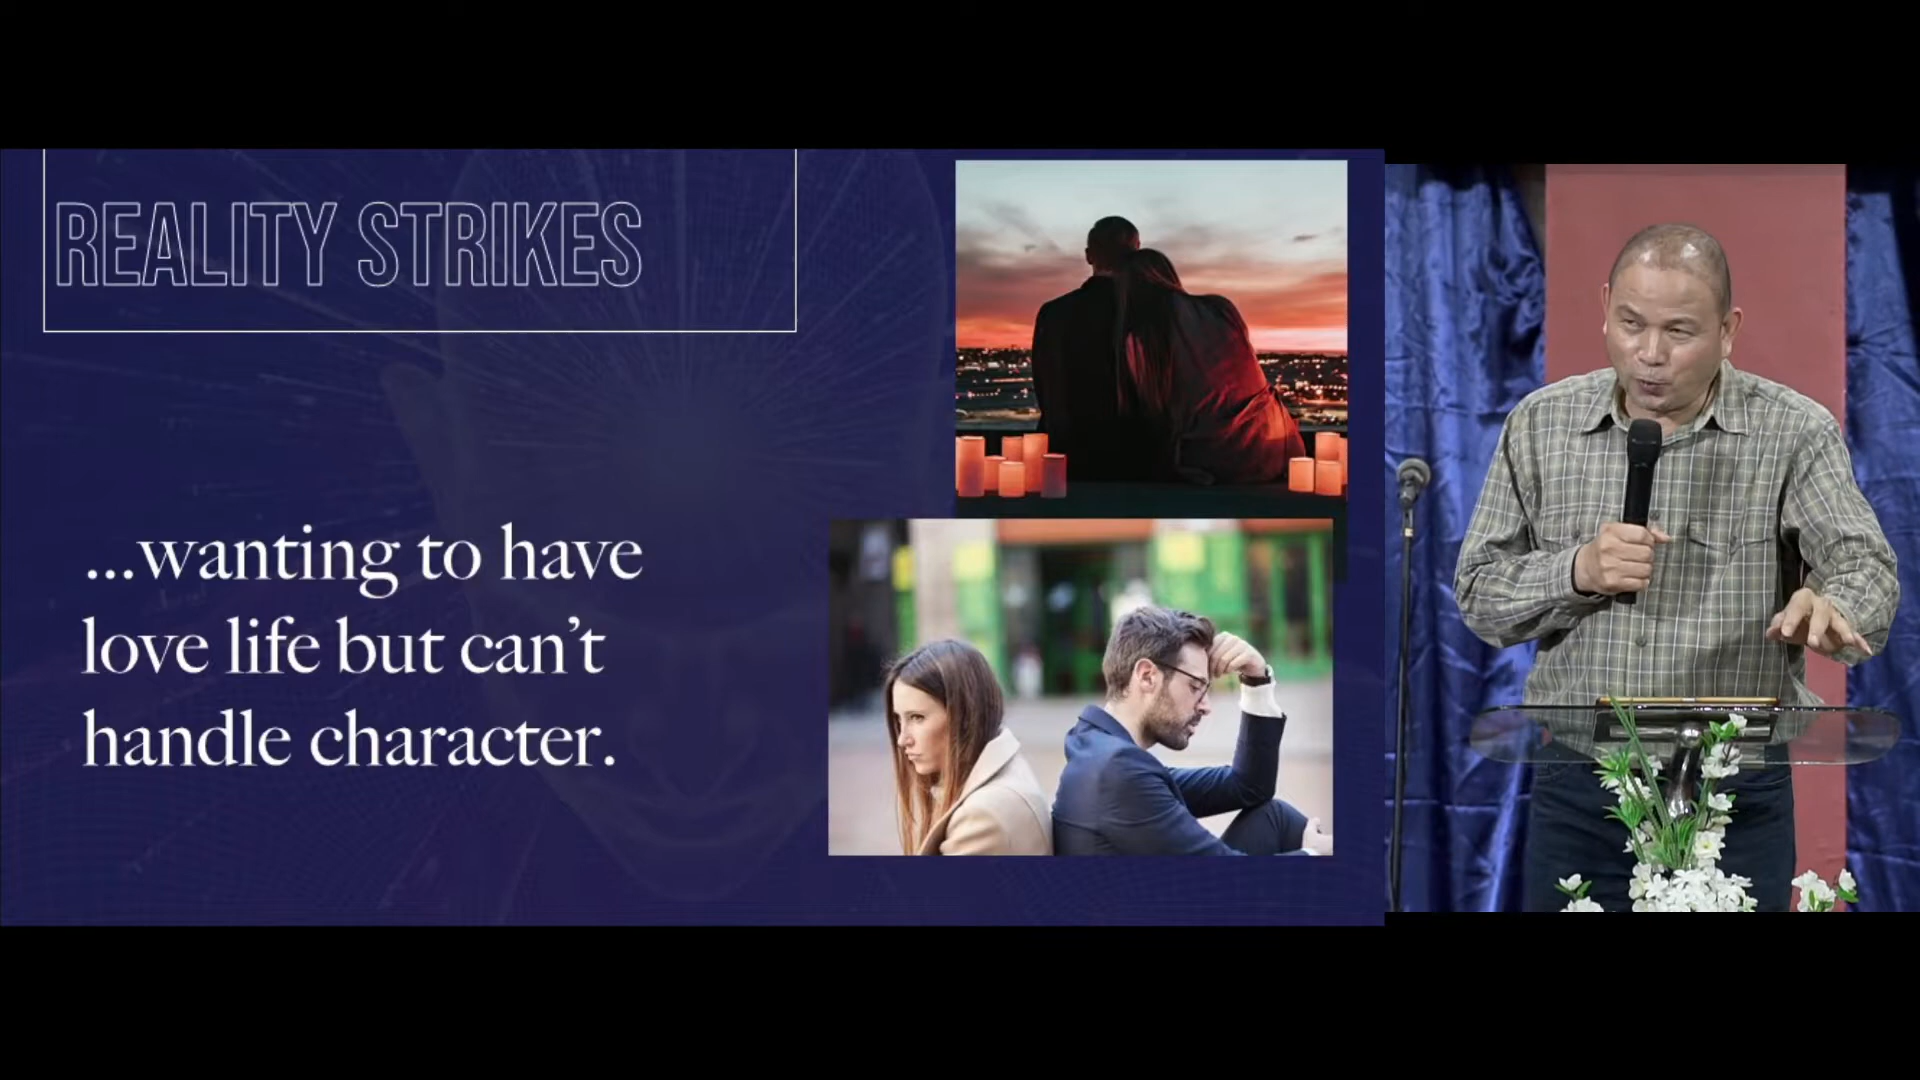 REALITY STRIKES
...wanting to have
love life but can't
handle character.